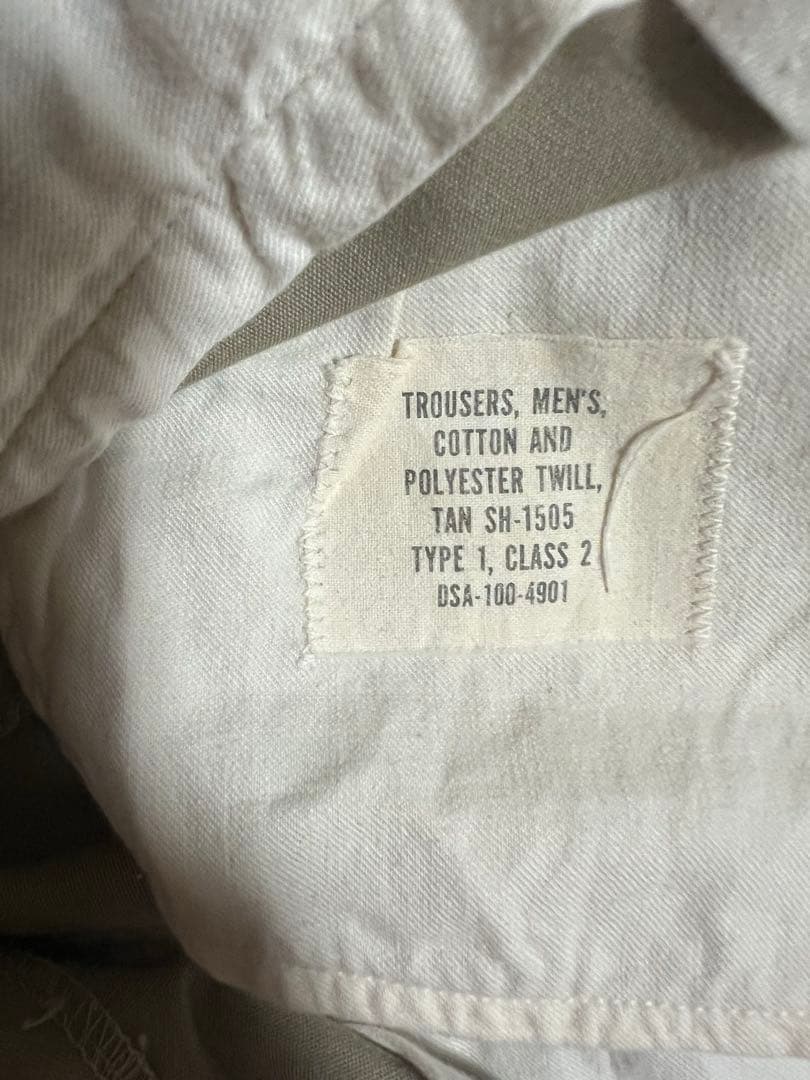 TROUSERS, MEN'S,
COTTON AND
POLYESTER TWILL,
TAN SH-1505
TYPE 1, CLASS 2
DSA-100-4901